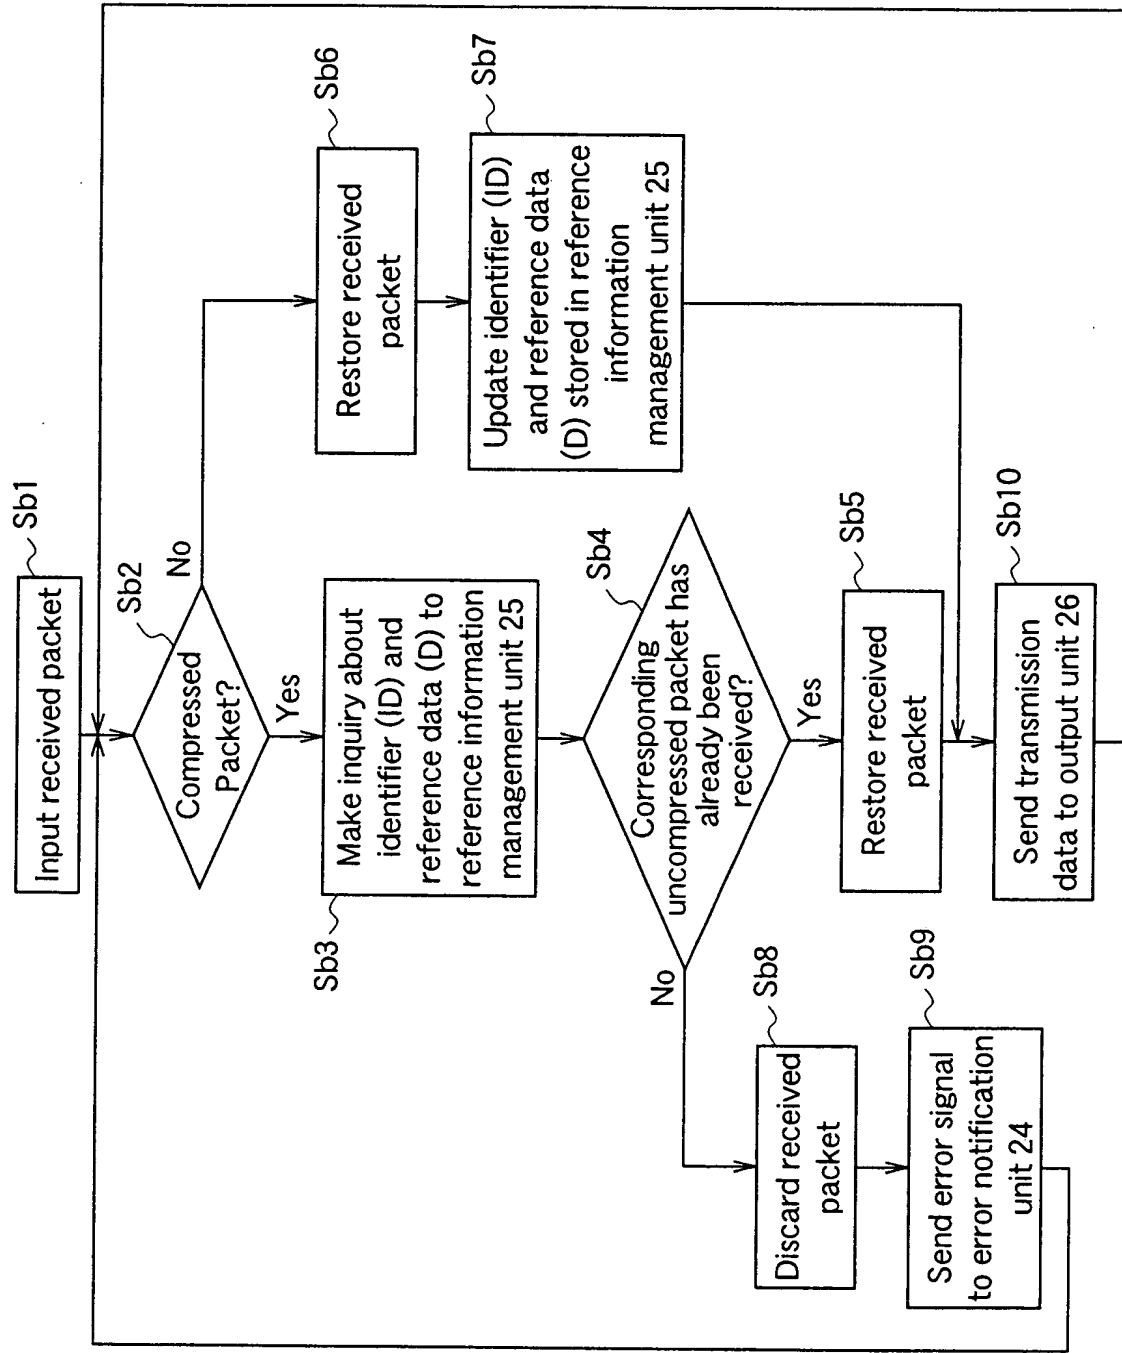 Input received packet
Sb1
Sb2
Compressed
Packet?
No
Yes
Sb3
Make inquiry about
identifier (ID) and
reference data (D) to
reference information
management unit 25
Sb6
Restore received
packet
Sb7
Update identifier (ID)
and reference data
(D) stored in reference
information
management unit 25
Sb4
Corresponding
uncompressed packet has
already been
received?
No
Yes
Sb8
Discard received
packet
Sb5
Restore received
packet
Sb9
Send error signal
to error notification
unit 24
Sb10
Send transmission
data to output unit 26